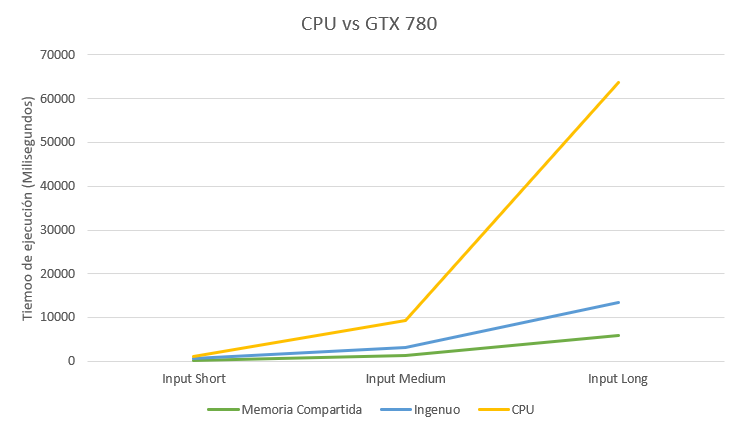 CPU vs GTX 780
Tiemoo de ejecución (Milisegundos)
70000
60000
50000
40000
30000
20000
10000
0
Input Short
Input Medium
Input Long
Memoria Compartida
Ingenuo
CPU